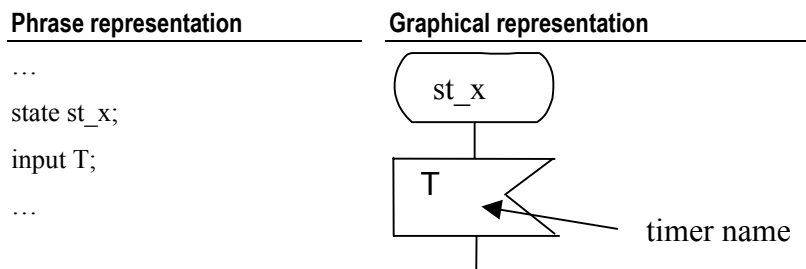 Phrase representation
Graphical representation
…
state st_x;
input T;
…
st_x
T
timer name